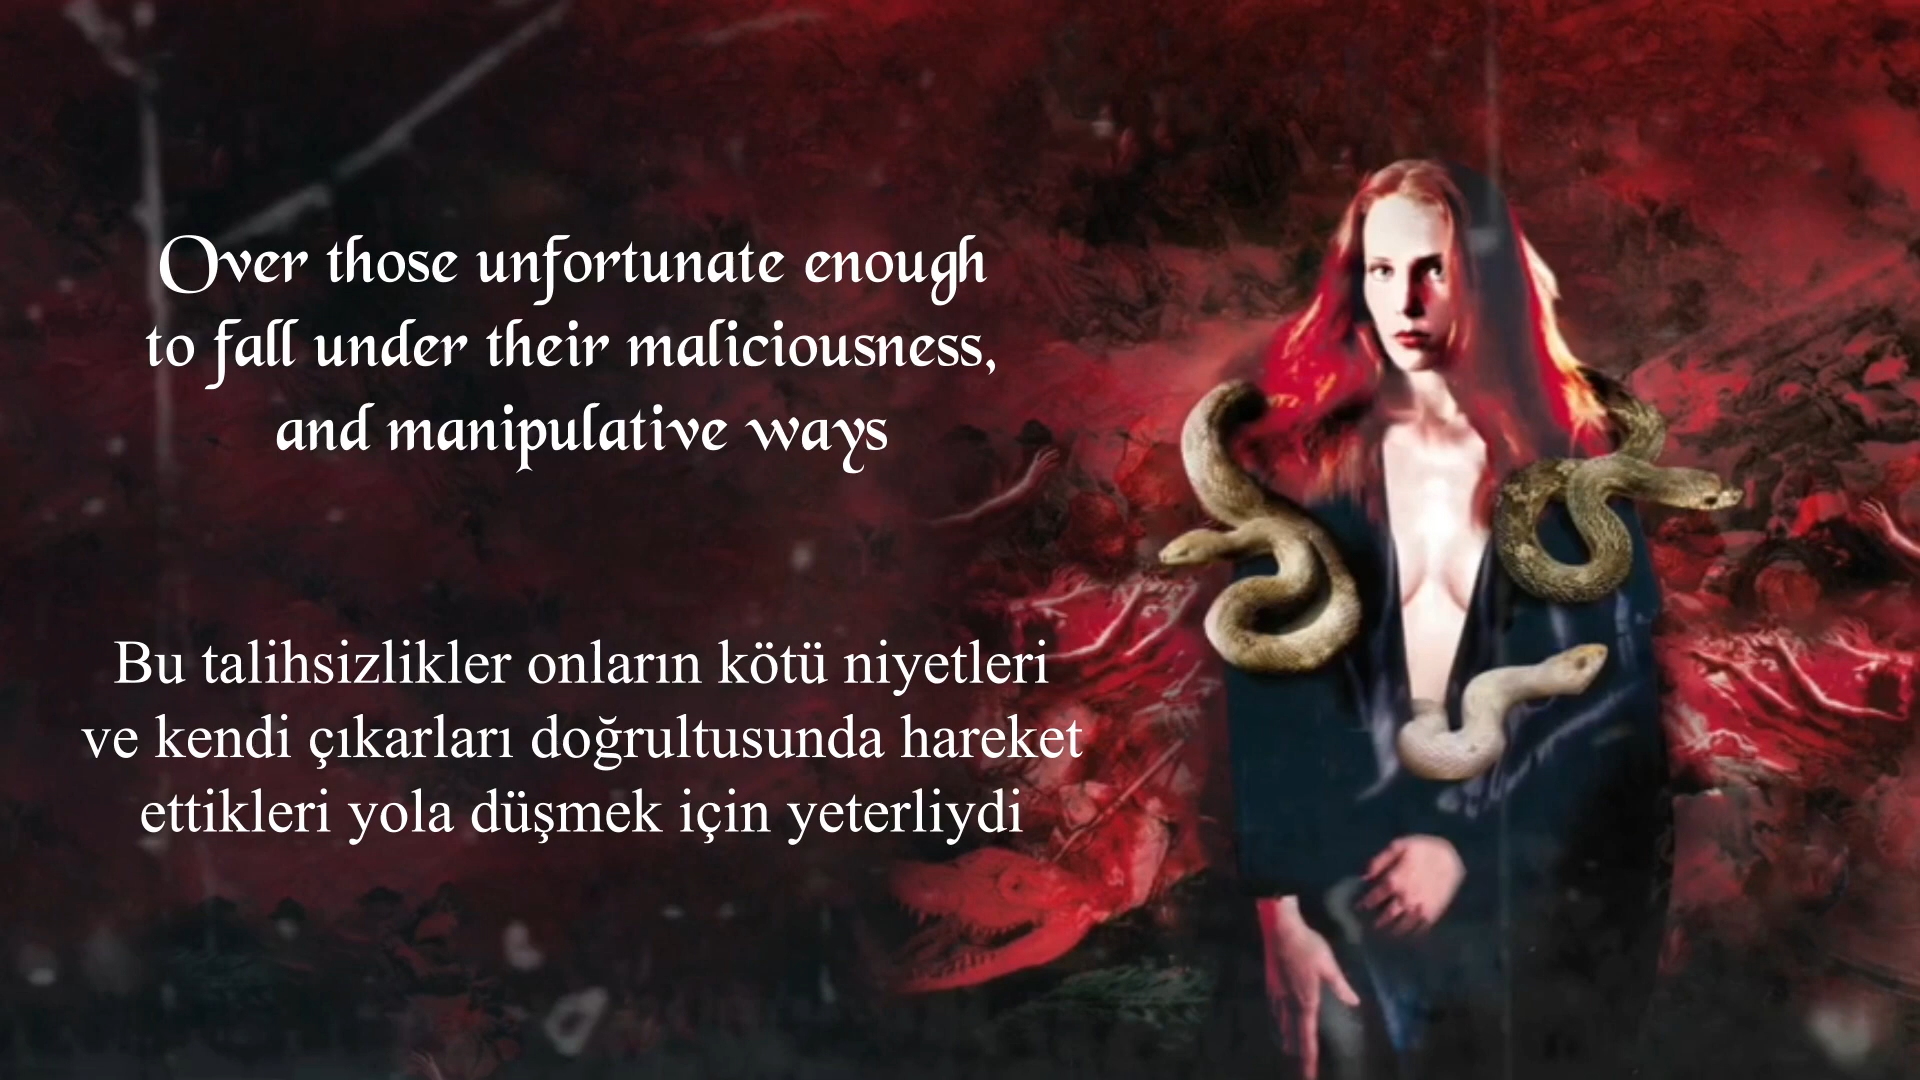 Over those unfortunate enough
to fall under their maliciousness,
and manipulative ways
Bu talihsizlikler onların kötü niyetleri
ve kendi çıkarları doğrultusunda hareket
ettikleri yola düşmek için yeterliydi